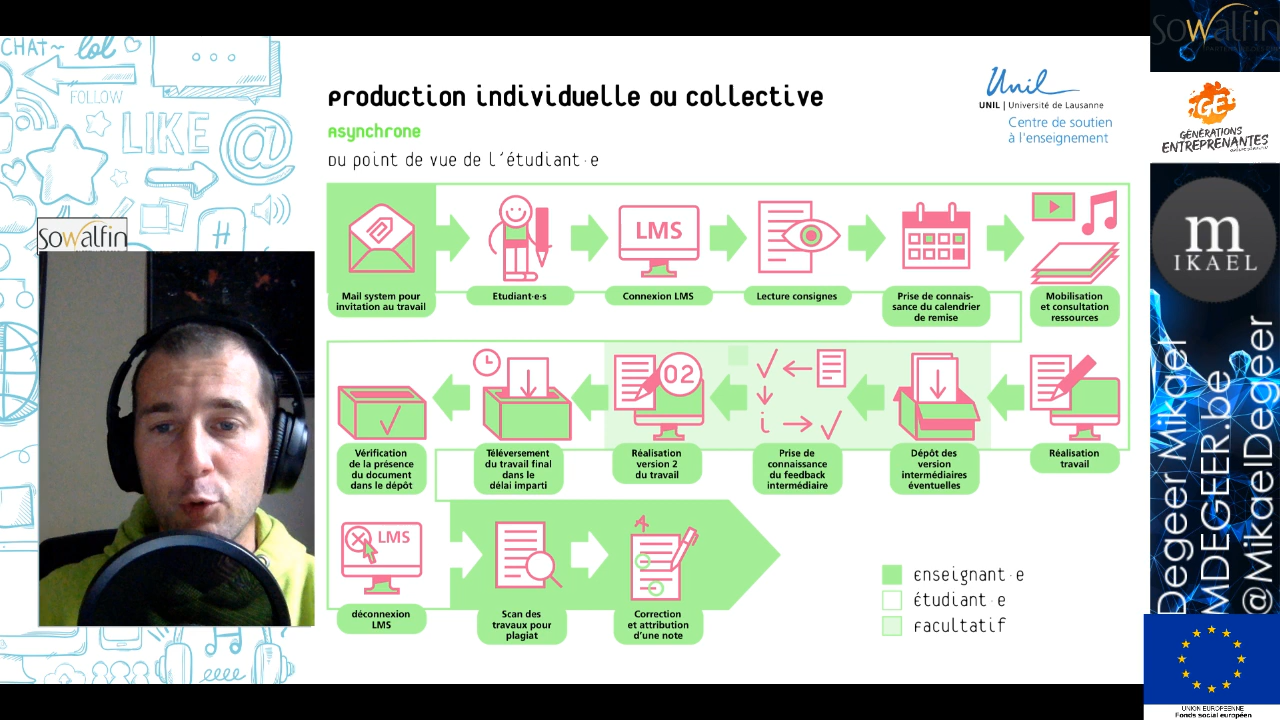 CHAT~ lol
FOLLOW
LIKE
@
#
Sowalfin
Production individuelle ou collective
Asynchrone
Du point de vue de l'étudiant·e
Unil
UNIL | Université de Lausanne
Centre de soutien
à l'enseignement
LMS
Mail system pour
invitation au travail
Etudiant·e·s
Connexion LMS
Lecture consignes
Prise de connais-
sance du calendrier
de remise
Mobilisation
et consultation
ressources
02
i
Vérification
de la présence
du document
dans le dépôt
Téléversement
du travail final
dans le
délai imparti
Réalisation
version 2
du travail
Prise de
connaissance
du feedback
intermédiaire
Dépôt des
version
intermédiaires
éventuelles
Réalisation
travail
LMS
A
déconnexion
LMS
Scan des
travaux pour
plagiat
Correction
et attribution
d'une note
enseignant·e
étudiant·e
facultatif
Sowalfin
GE
GÉNÉRATIONS
ENTREPRENANTES
m
IKAEL
Degeer Mikael
MDEGEER.be
@MikaelDegeer
UNION EUROPEENNE
Fonds social européen